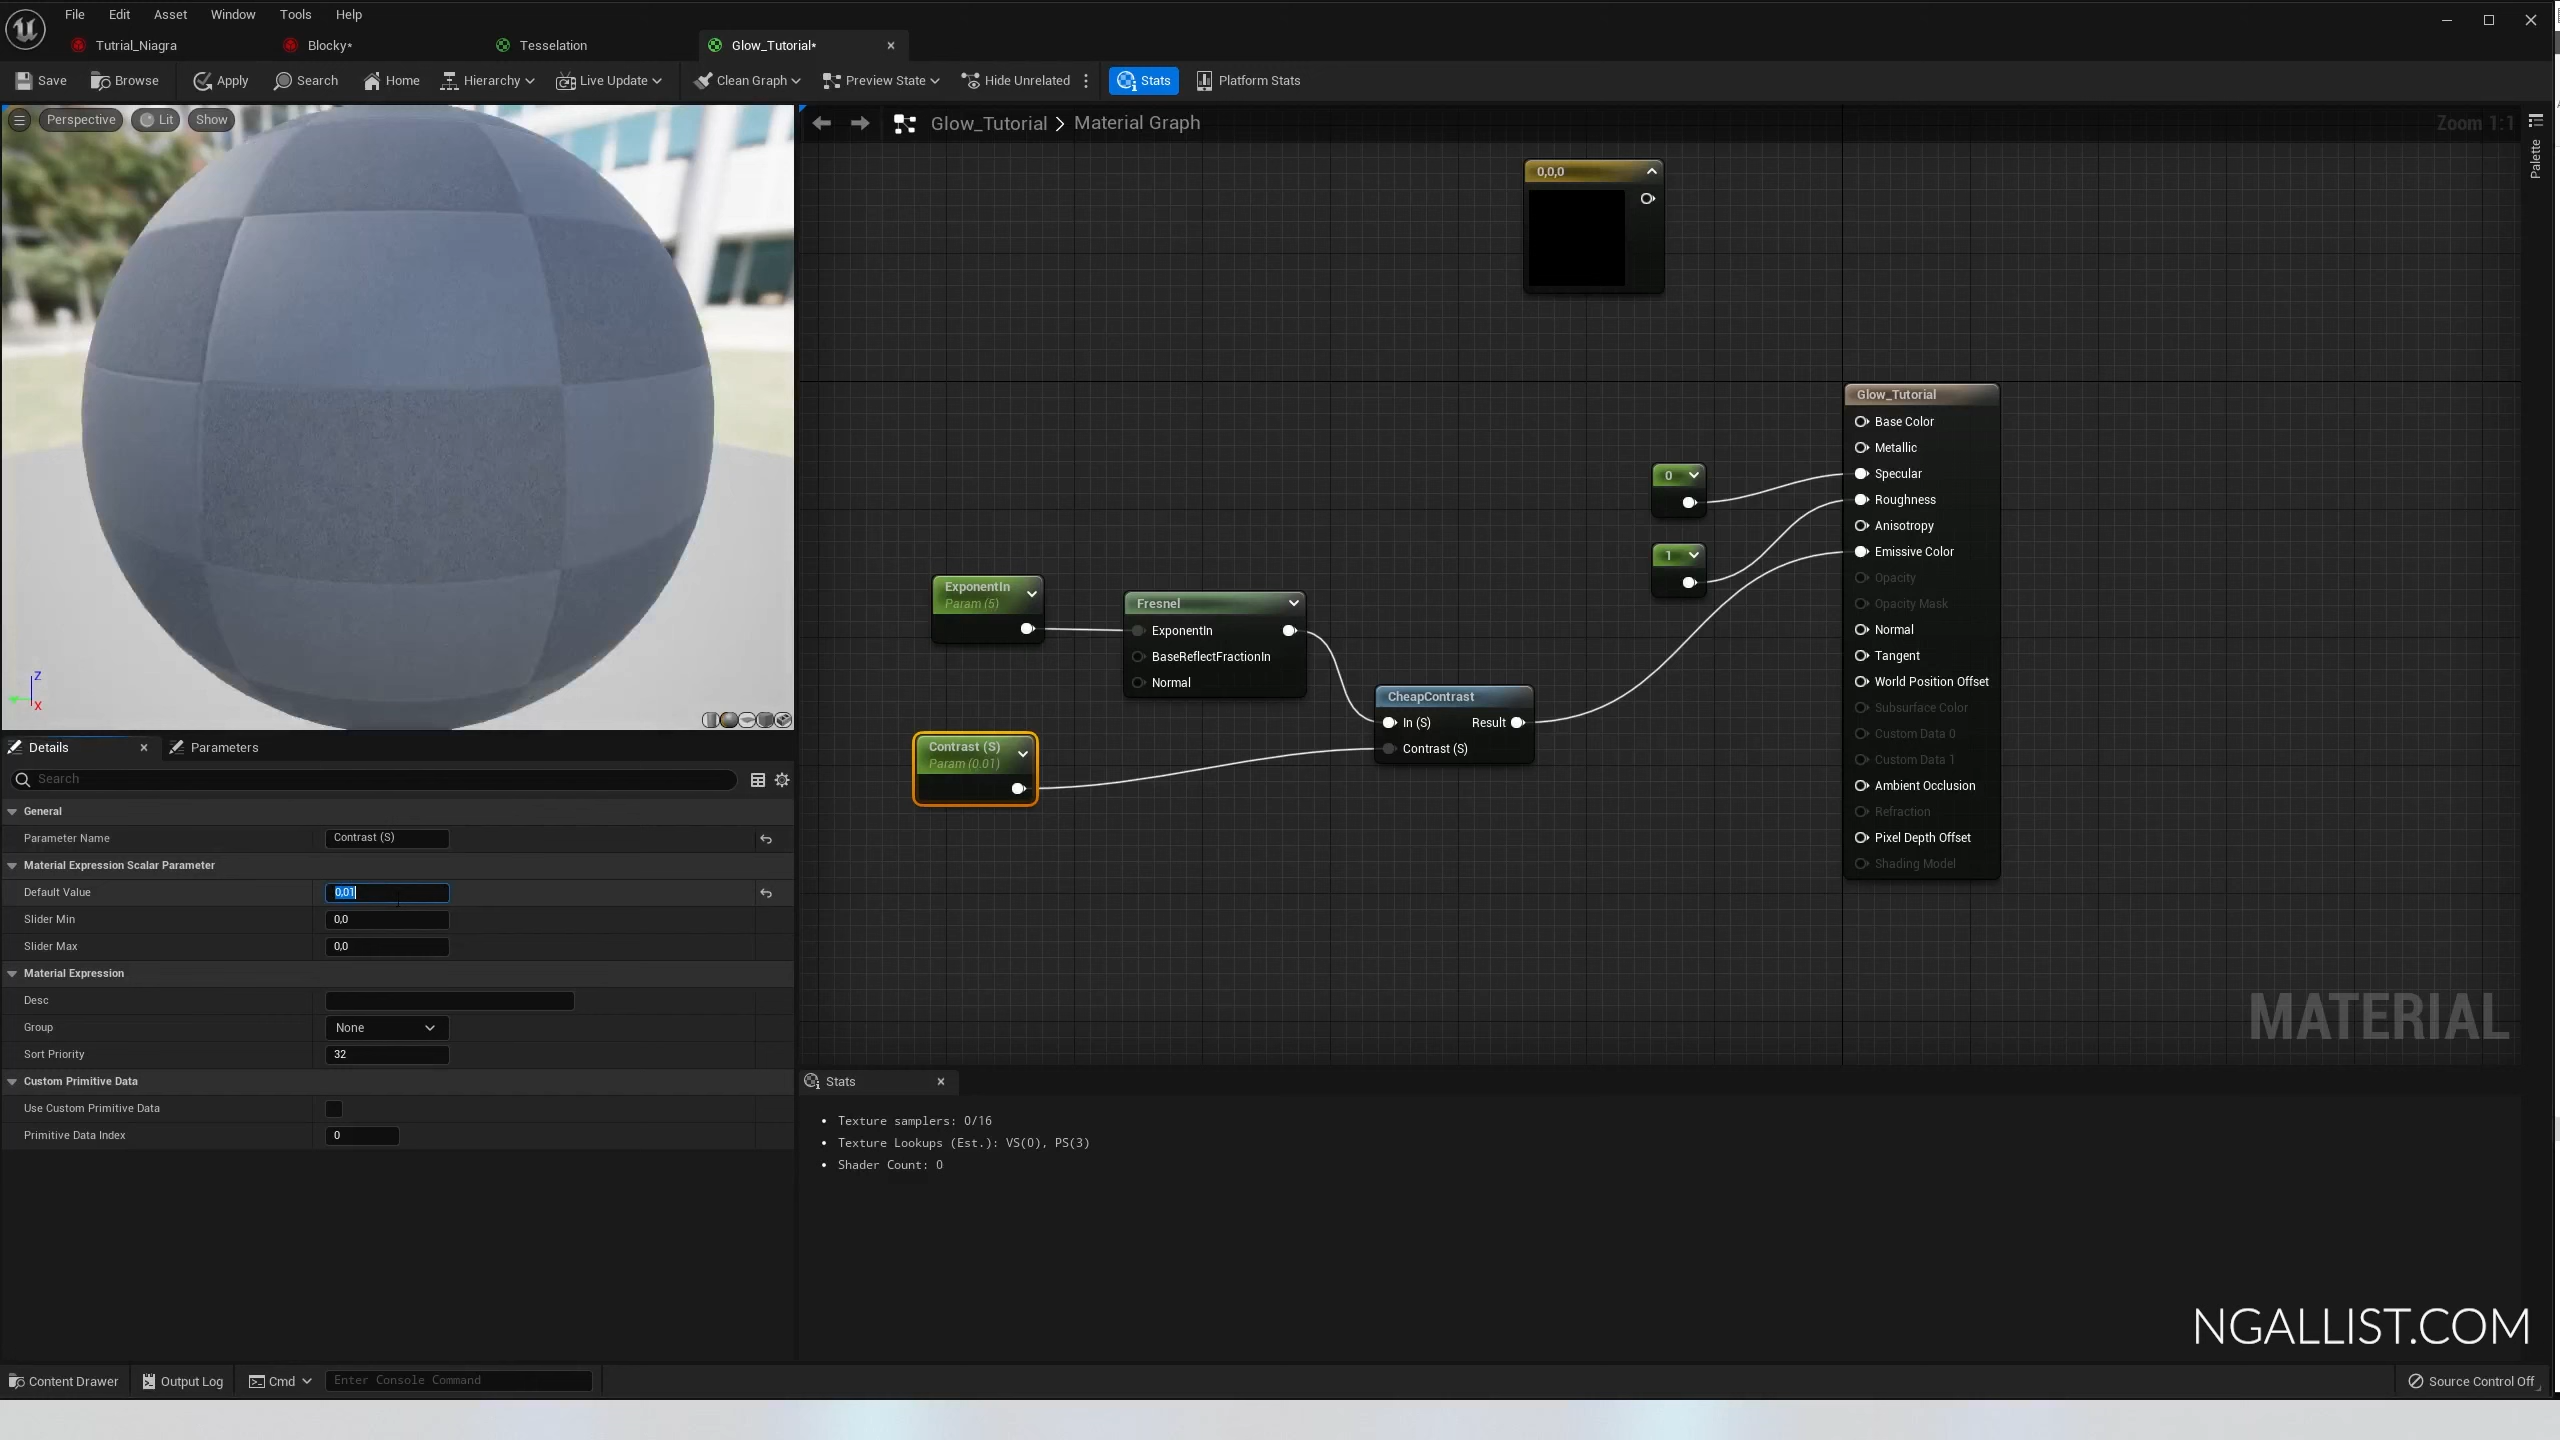 File Edit Asset Window Tools Help
Tutrial_Niagra Blocky* Tesselation Glow_Tutorial*
Save Browse Apply Search Home Hierarchy Live Update Clean Graph Preview State Hide Unrelated Stats Platform Stats
Perspective Lit Show
Glow_Tutorial > Material Graph
Zoom 1:1
Palette
0,0,0
Glow_Tutorial
Base Color
Metallic
Specular
Roughness
Anisotropy
Emissive Color
Opacity
Opacity Mask
Normal
Tangent
World Position Offset
Subsurface Color
Custom Data 0
Custom Data 1
Ambient Occlusion
Refraction
Pixel Depth Offset
Shading Model
0
1
ExponentIn
Param (5)
Fresnel
ExponentIn
BaseReflectFractionIn
Normal
CheapContrast
In (S) Result
Contrast (S)
Contrast (S)
Param (0.01)
MATERIAL
Z
X
Details Parameters
Search
General
Parameter Name Contrast (S)
Material Expression Scalar Parameter
Default Value 0,01
Slider Min 0,0
Slider Max 0,0
Material Expression
Desc
Group None
Sort Priority 32
Custom Primitive Data
Use Custom Primitive Data
Primitive Data Index 0
Stats
• Texture samplers: 0/16
• Texture Lookups (Est.): VS(0), PS(3)
• Shader Count: 0
NGALLIST.COM
Content Drawer Output Log Cmd Enter Console Command Source Control Off